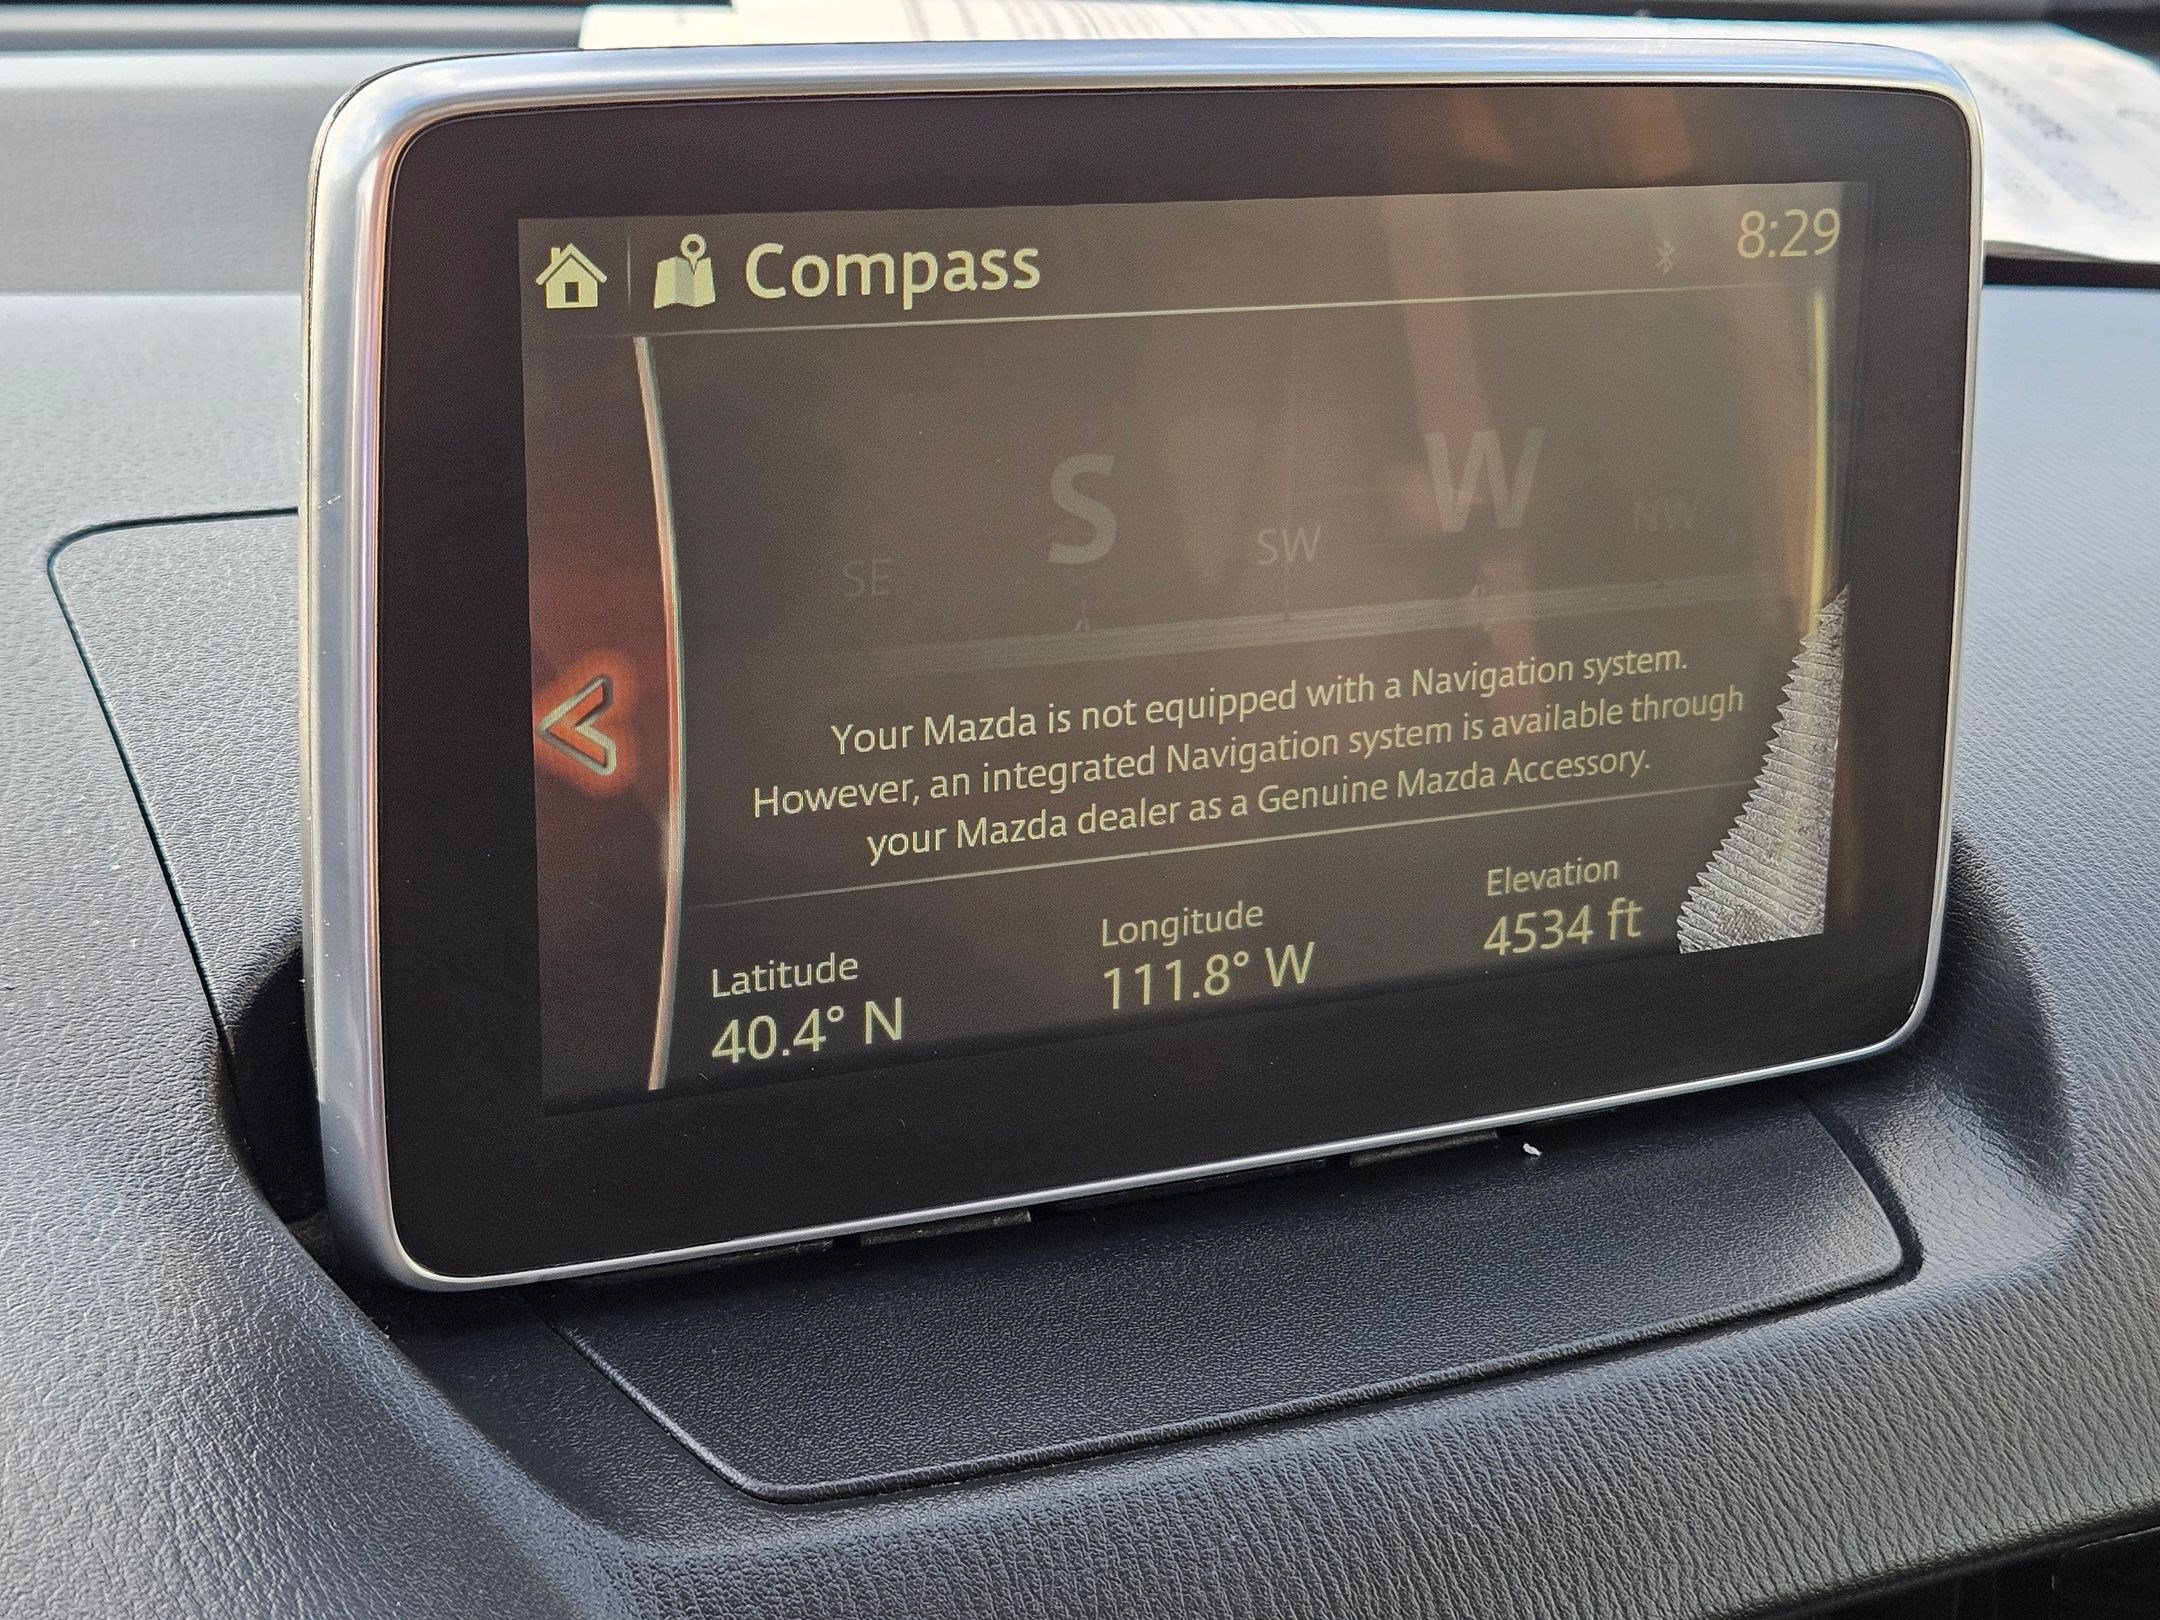 Compass
8:29
SE S SW W NW
Your Mazda is not equipped with a Navigation system.
However, an integrated Navigation system is available through
your Mazda dealer as a Genuine Mazda Accessory.
Latitude
40.4° N
Longitude
111.8° W
Elevation
4534 ft